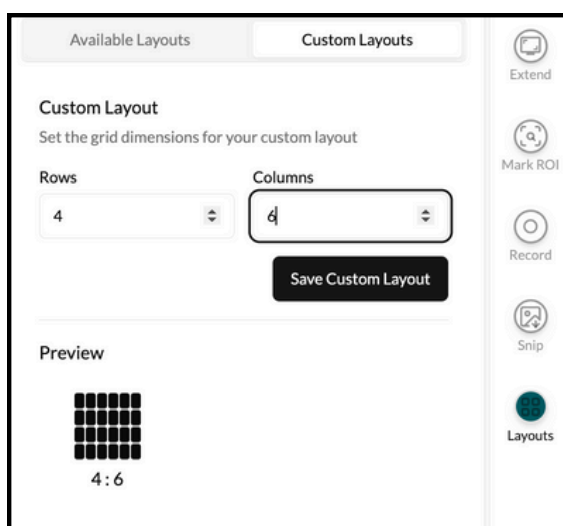 Available Layouts
Custom Layouts
Custom Layout
Set the grid dimensions for your custom layout
Rows
Columns
4
6
Save Custom Layout
Preview
4 : 6
Extend
Mark ROI
Record
Snip
Layouts